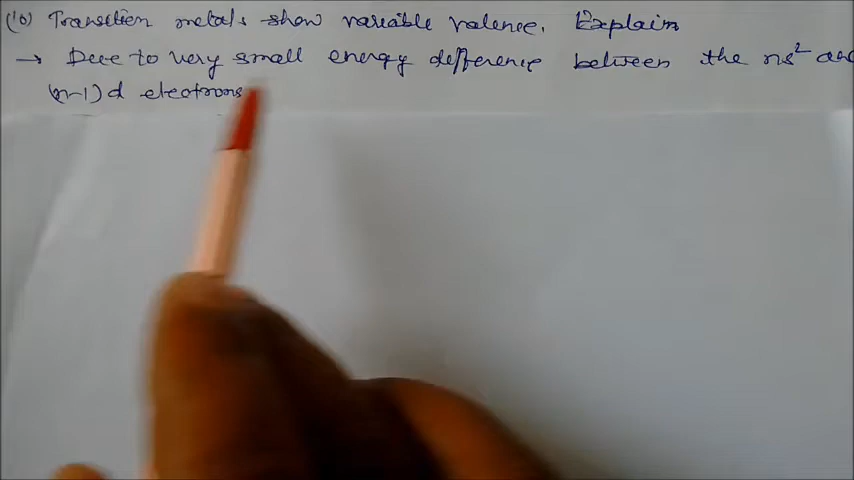 (10) Transition metals show variable valence. Explain
→ Due to very small energy difference between the ns² and
(n-1) d electrons